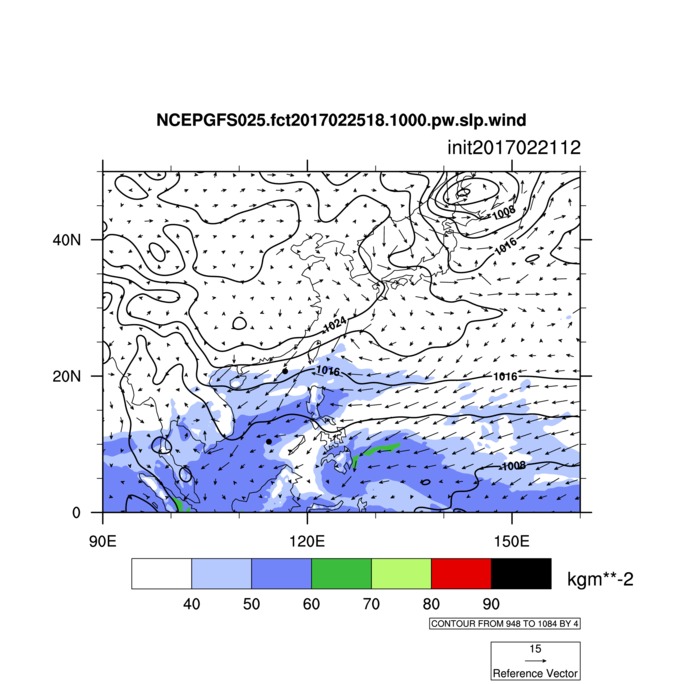 NCEPGFS025.fct2017022518.1000.pw.slp.wind
init2017022112
1008
1016
40N
1024
20N
1016
1016
1008
0
90E 120E 150E
40 50 60 70 80 90
kgm**-2
CONTOUR FROM 948 TO 1084 BY 4
15
Reference Vector